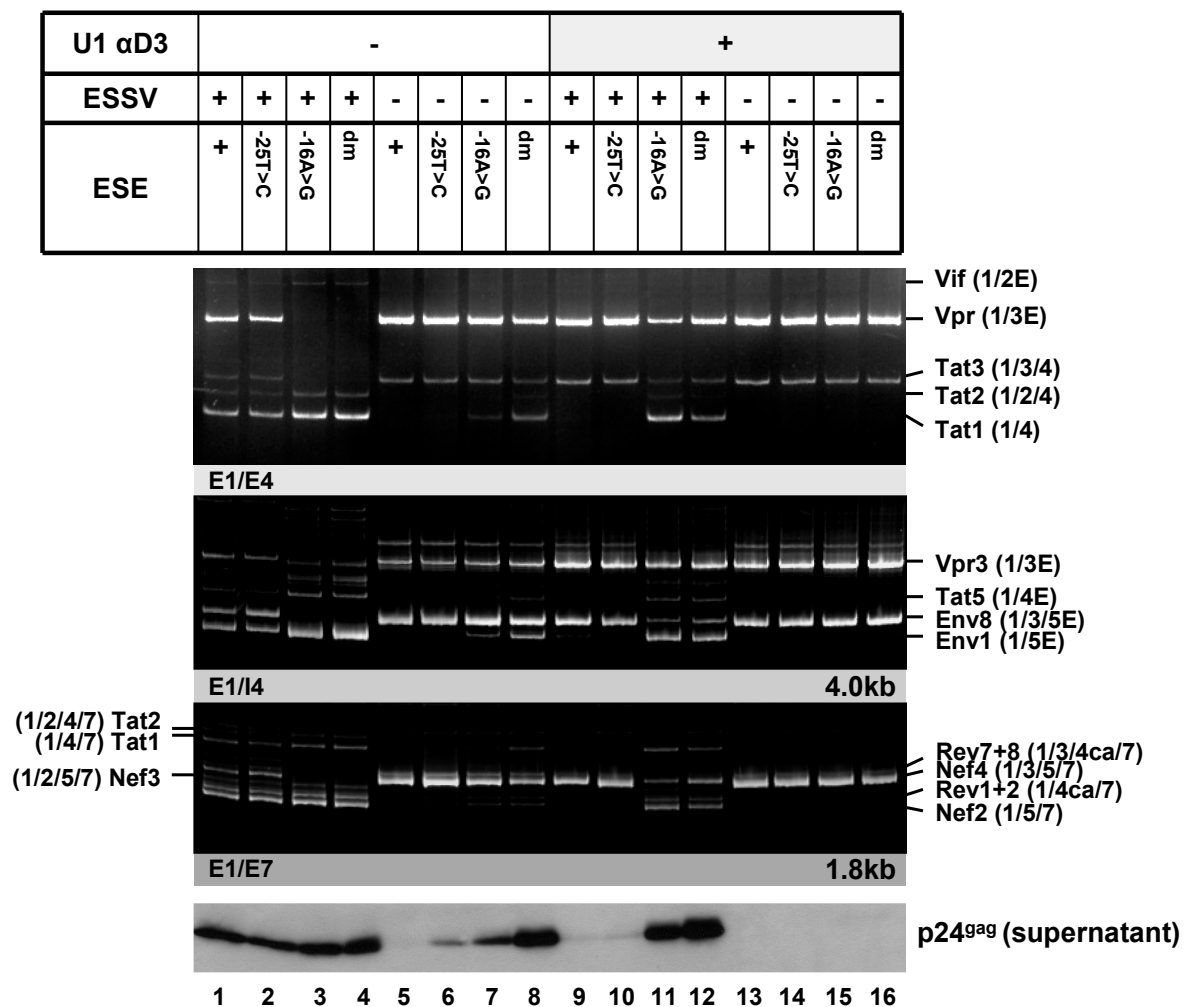 U1 αD3 - +
ESSV + + + + - - - - + + + + - - - -
ESE + -25T>C -16A>G dm + -25T>C -16A>G dm + -25T>C -16A>G dm + -25T>C -16A>G dm
Vif (1/2E)
Vpr (1/3E)
Tat3 (1/3/4)
Tat2 (1/2/4)
Tat1 (1/4)
E1/E4
Vpr3 (1/3E)
Tat5 (1/4E)
Env8 (1/3/5E)
Env1 (1/5E)
E1/I4 4.0kb
(1/2/4/7) Tat2
(1/4/7) Tat1
(1/2/5/7) Nef3
Rev7+8 (1/3/4ca/7)
Nef4 (1/3/5/7)
Rev1+2 (1/4ca/7)
Nef2 (1/5/7)
E1/E7 1.8kb
p24gag (supernatant)
1 2 3 4 5 6 7 8 9 10 11 12 13 14 15 16